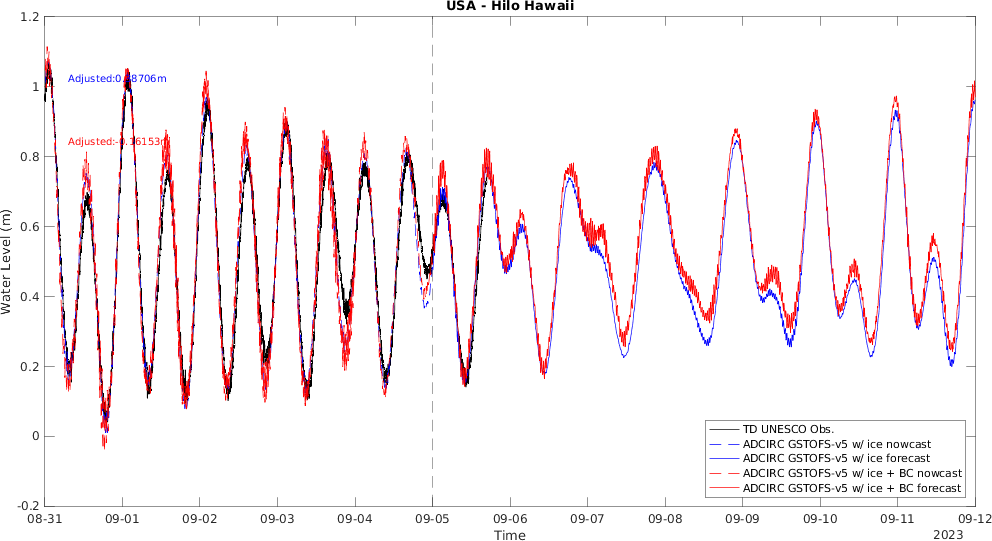 USA - Hilo Hawaii
1.2
1
0.8
0.6
0.4
0.2
0
-0.2
Water Level (m)
08-31 09-01 09-02 09-03 09-04 09-05 09-06 09-07 09-08 09-09 09-10 09-11 09-12
Time
2023
TD UNESCO Obs.
ADCIRC GSTOFS-v5 w/ ice nowcast
ADCIRC GSTOFS-v5 w/ ice forecast
ADCIRC GSTOFS-v5 w/ ice + BC nowcast
ADCIRC GSTOFS-v5 w/ ice + BC forecast